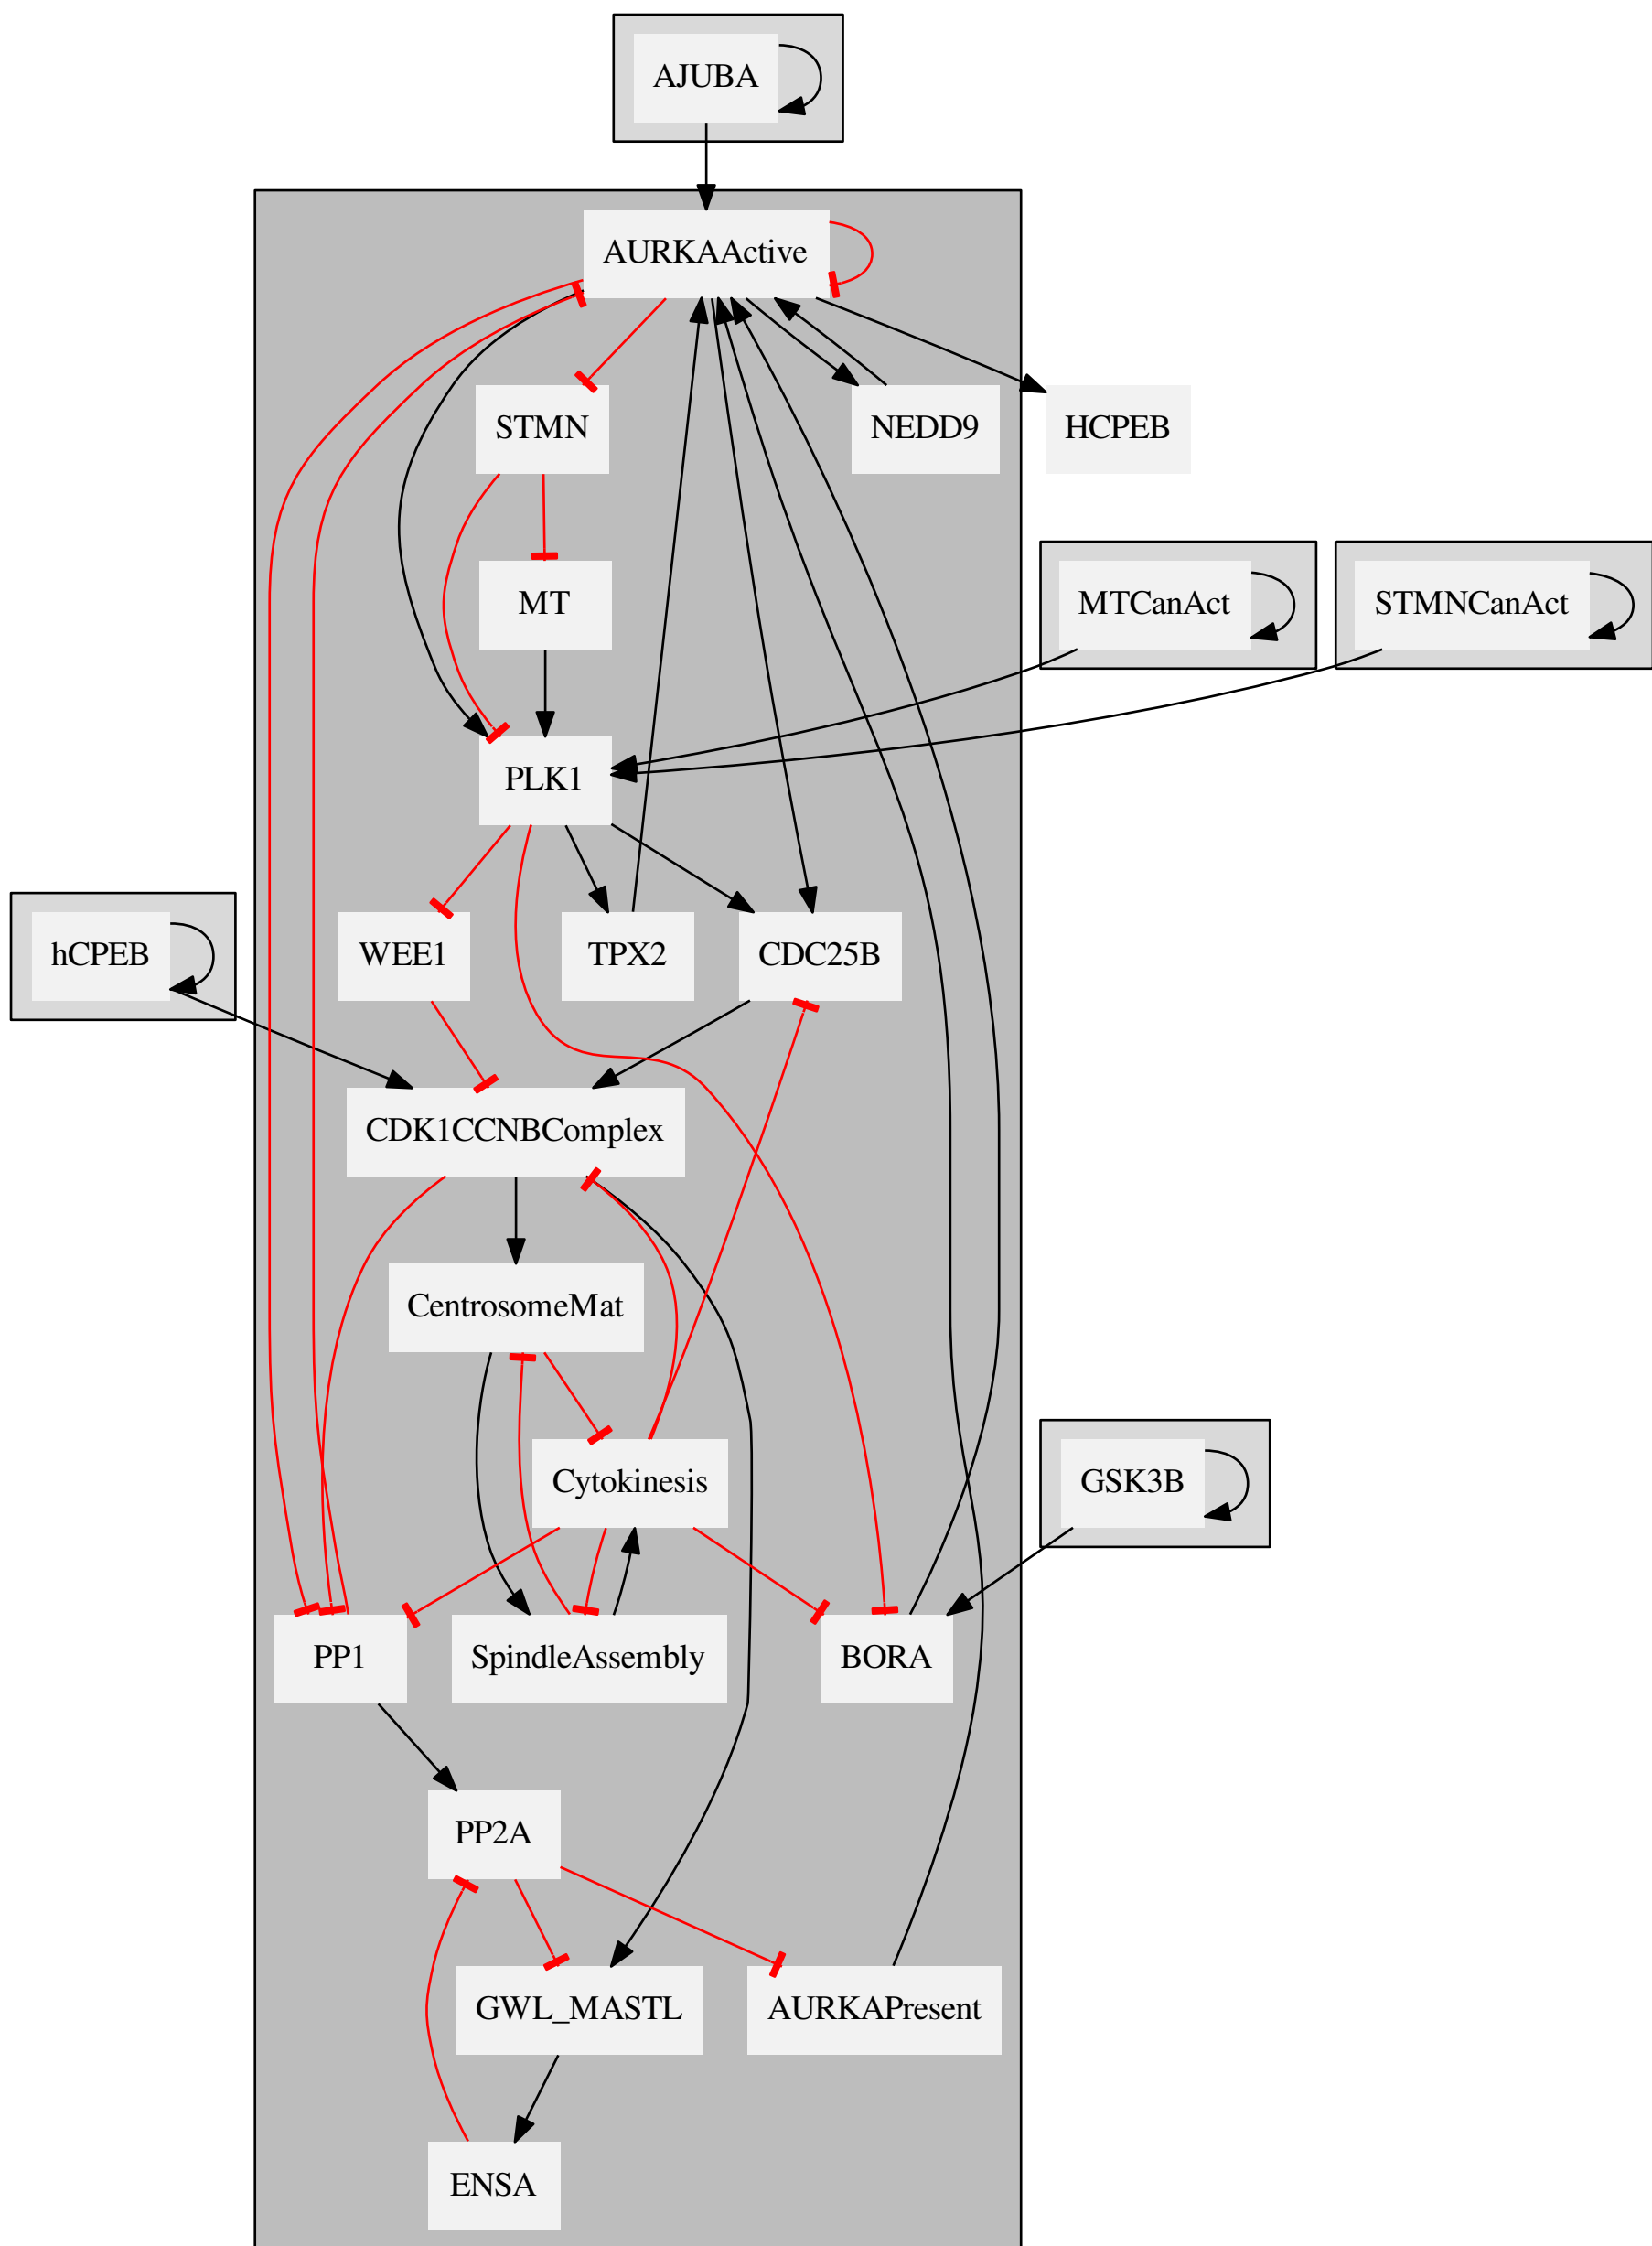 AJUBA
AURKAActive
STMN
NEDD9
HCPEB
MT
MTCanAct
STMNCanAct
PLK1
hCPEB
WEE1
TPX2
CDC25B
CDK1CCNBComplex
CentrosomeMat
Cytokinesis
GSK3B
PP1
SpindleAssembly
BORA
PP2A
GWL_MASTL
AURKAPresent
ENSA